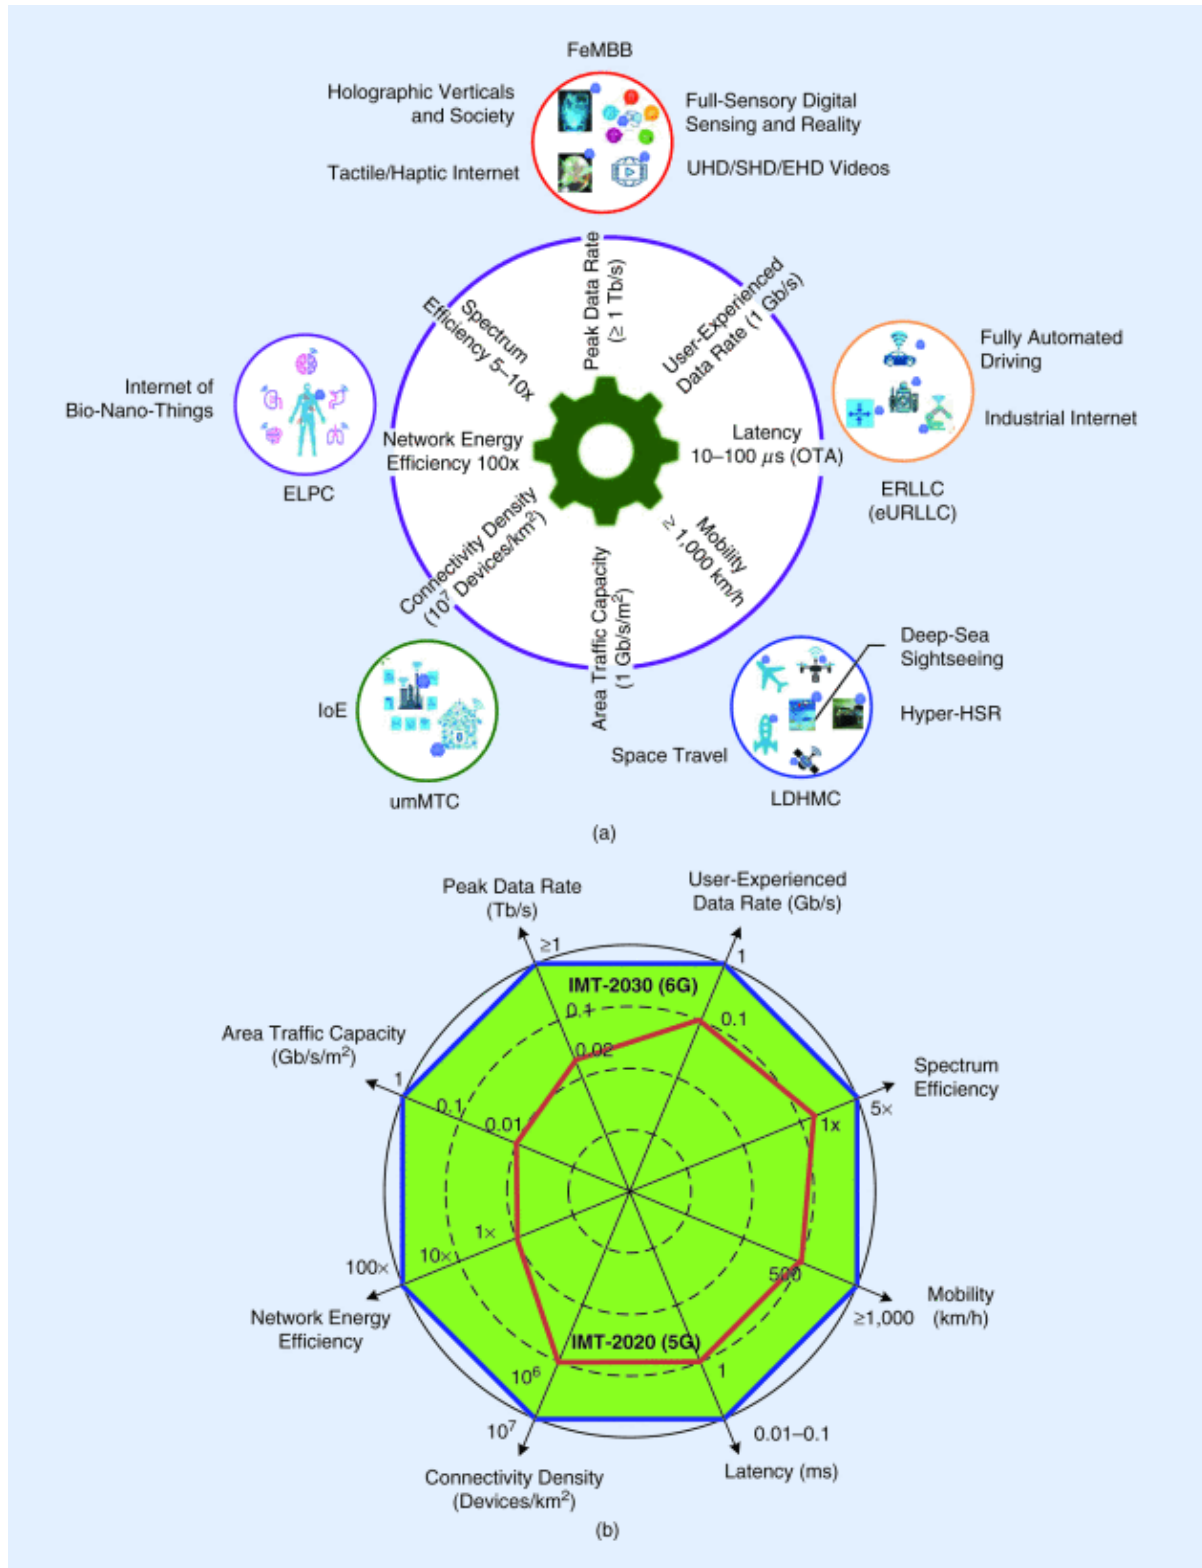 FeMBB
Holographic Verticals
and Society
Full-Sensory Digital
Sensing and Reality
Tactile/Haptic Internet
UHD/SHD/EHD Videos
Peak Data Rate
(≥ 1 Tb/s)
User-Experienced
Data Rate (1 Gb/s)
Spectrum
Efficiency 5–10x
Internet of
Bio-Nano-Things
ELPC
Network Energy
Efficiency 100x
Latency
10–100 μs (OTA)
Fully Automated
Driving
Industrial Internet
ERLLC
(eURLLC)
Connectivity Density
(10⁷ Devices/km²)
Area Traffic Capacity
(1 Gb/s/m²)
Mobility
≥ 1,000 km/h
IoE
umMTC
Deep-Sea
Sightseeing
Hyper-HSR
Space Travel
LDHMC
(a)
Peak Data Rate
(Tb/s)
User-Experienced
Data Rate (Gb/s)
≥1
1
IMT-2030 (6G)
0.1
0.1
0.02
Area Traffic Capacity
(Gb/s/m²)
1
0.1
0.01
Spectrum
Efficiency
5×
1x
100×
10×
1×
Network Energy
Efficiency
500
≥1,000
Mobility
(km/h)
IMT-2020 (5G)
10⁶
10⁷
1
0.01–0.1
Connectivity Density
(Devices/km²)
Latency (ms)
(b)